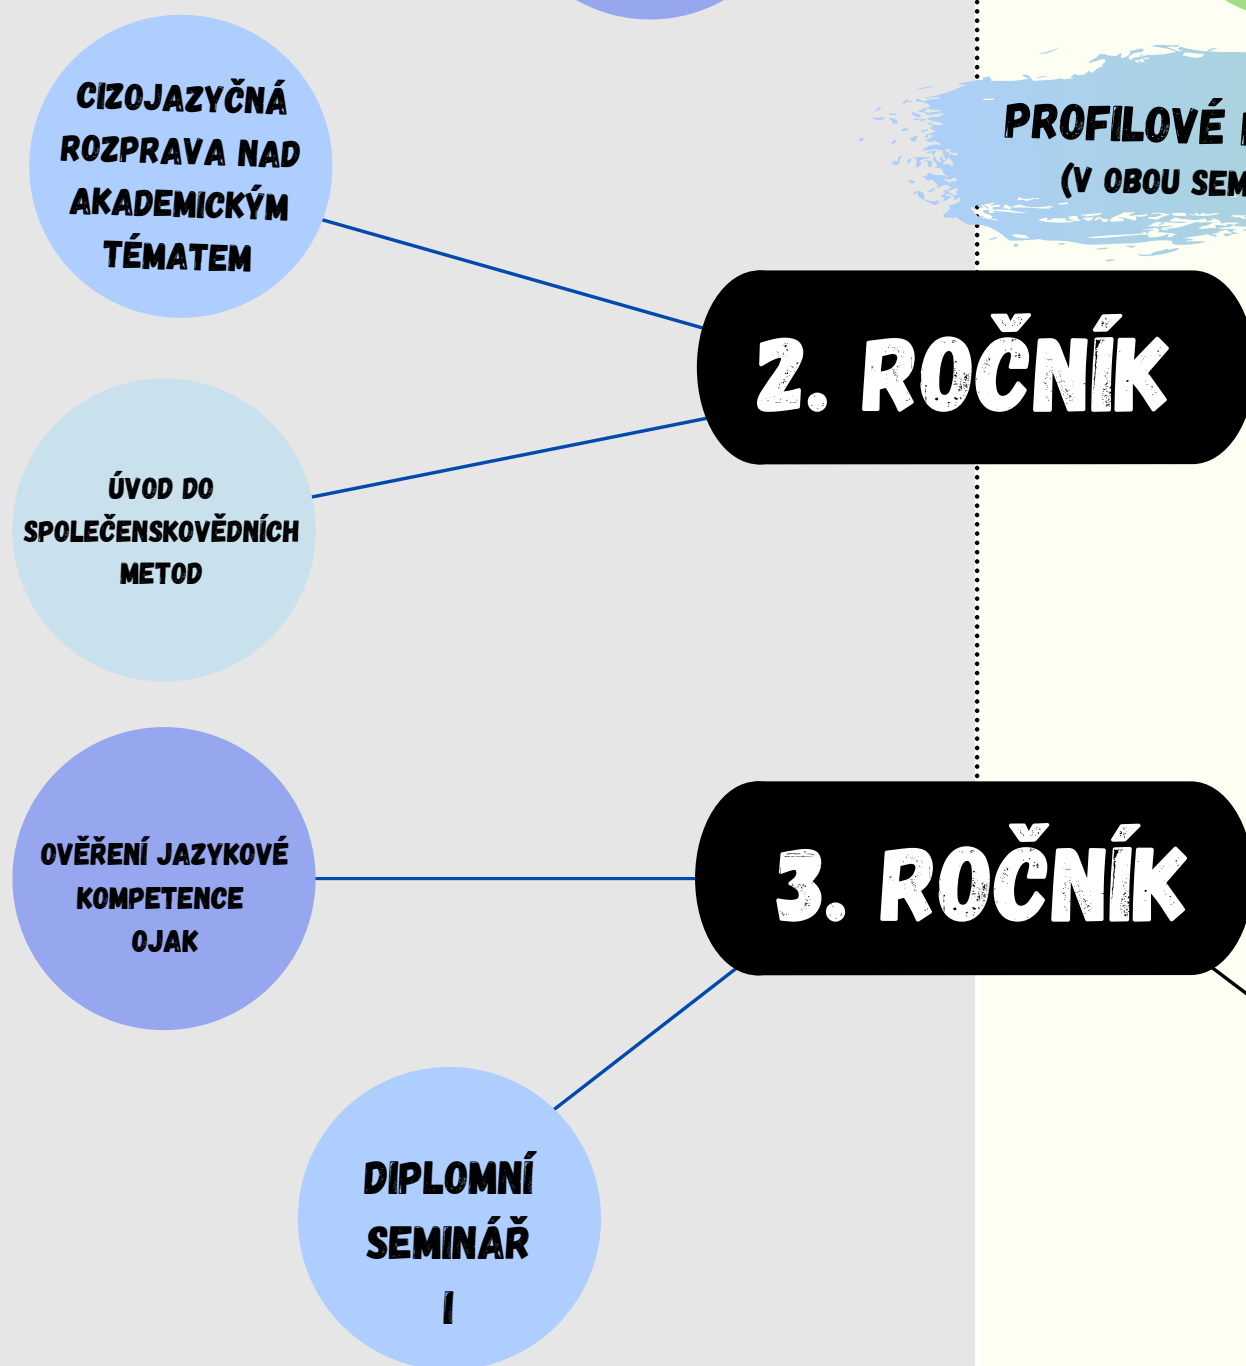 CIZOJAZYČNÁ
ROZPRAVA NAD
AKADEMICKÝM
TÉMATEM
PROFILOVÉ
(V OBOU SEM
2. ROČNÍK
ÚVOD DO
SPOLEČENSKOVĚDNÍCH
METOD
OVĚŘENÍ JAZYKOVÉ
KOMPETENCE
OJAK
3. ROČNÍK
DIPLOMNÍ
SEMINÁŘ
I